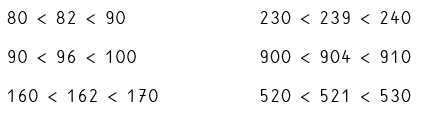 80 < 82 < 90
230 < 239 < 240
90 < 96 < 100
900 < 904 < 910
160 < 162 < 170
520 < 521 < 530